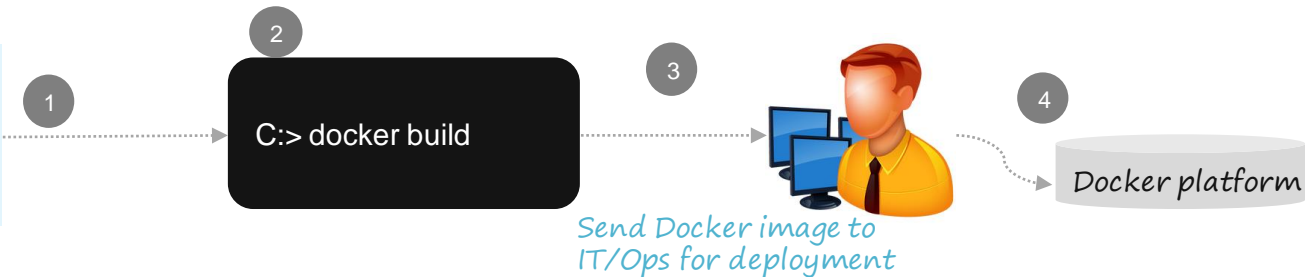 1
2
3
4
C:> docker build
Docker platform
Send Docker image to
IT/Ops for deployment